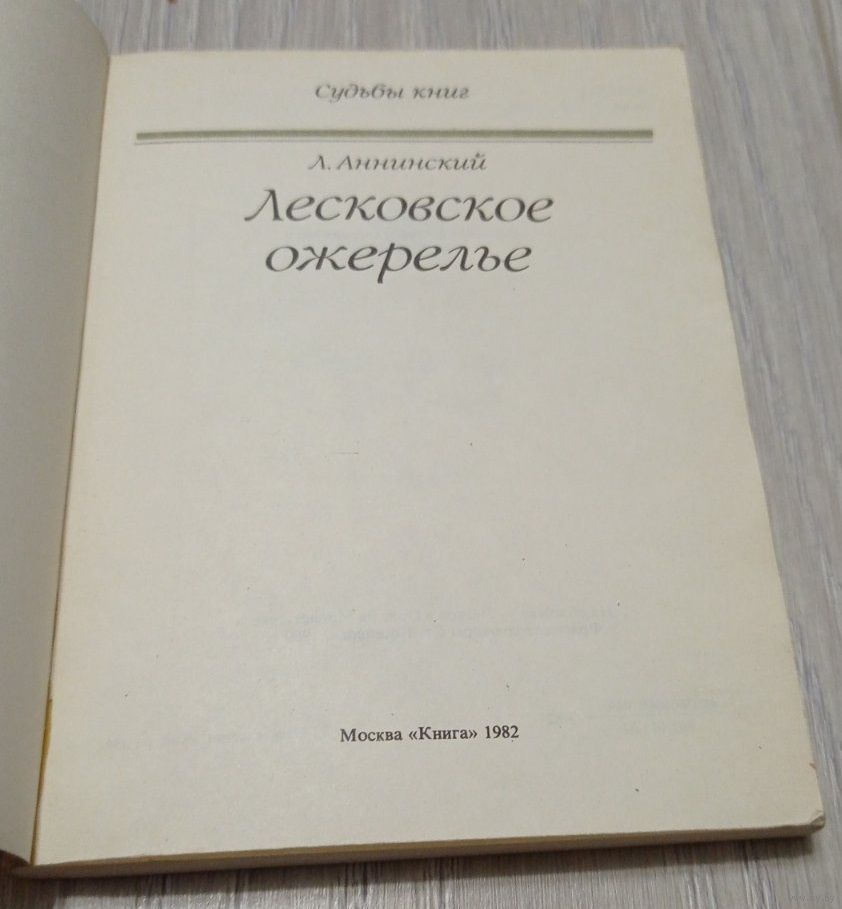 Судьбы книг
Л. Аннинский
Лесковское
ожерелье
Москва «Книга» 1982